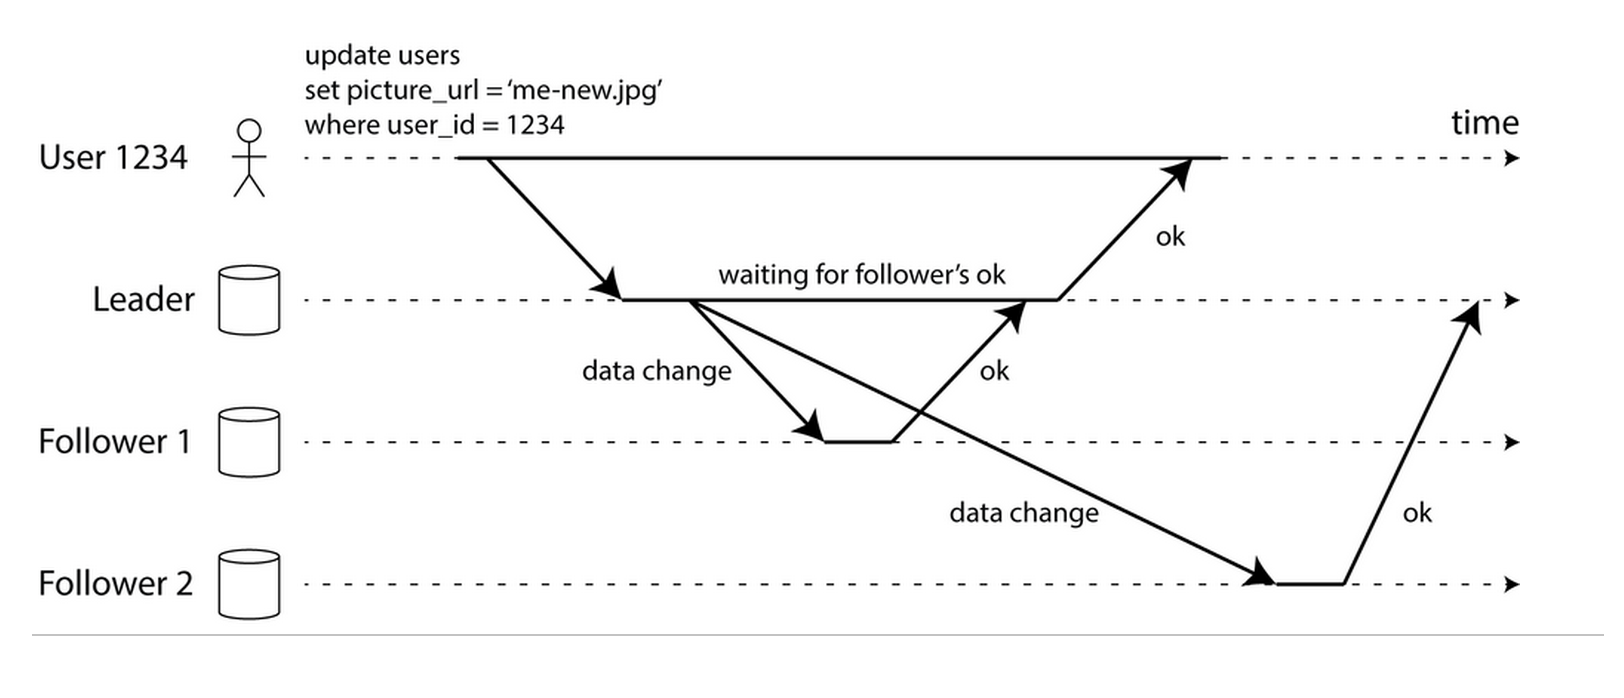 update users
set picture_url = ‘me-new.jpg’
where user_id = 1234
time
User 1234
ok
waiting for follower’s ok
Leader
data change
ok
Follower 1
data change
ok
Follower 2